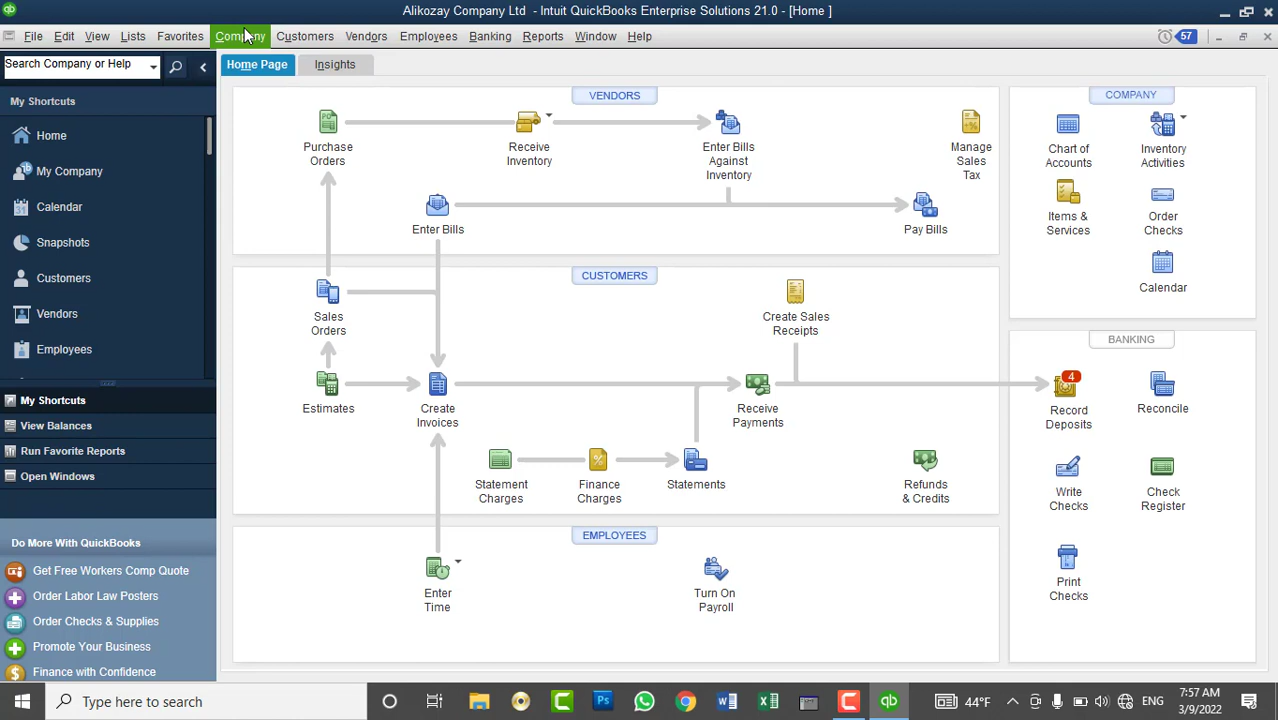 Alikozay Company Ltd - Intuit QuickBooks Enterprise Solutions 21.0 - [Home ]
File Edit View Lists Favorites Company Customers Vendors Employees Banking Reports Window Help 57
Search Company or Help
Home Page Insights
My Shortcuts
Home
My Company
Calendar
Snapshots
Customers
Vendors
Employees
My Shortcuts
View Balances
Run Favorite Reports
Open Windows
Do More With QuickBooks
Get Free Workers Comp Quote
Order Labor Law Posters
Order Checks & Supplies
Promote Your Business
Finance with Confidence
VENDORS
Purchase
Orders
Receive
Inventory
Enter Bills
Against
Inventory
Manage
Sales
Tax
Enter Bills
Pay Bills
CUSTOMERS
Sales
Orders
Create Sales
Receipts
Estimates
Create
Invoices
Receive
Payments
Statement
Charges
Finance
Charges
Statements
Refunds
& Credits
EMPLOYEES
Enter
Time
Turn On
Payroll
COMPANY
Chart of
Accounts
Inventory
Activities
Items &
Services
Order
Checks
Calendar
BANKING
4
Record
Deposits
Reconcile
Write
Checks
Check
Register
Print
Checks
Type here to search
44°F
ENG
7:57 AM
3/9/2022